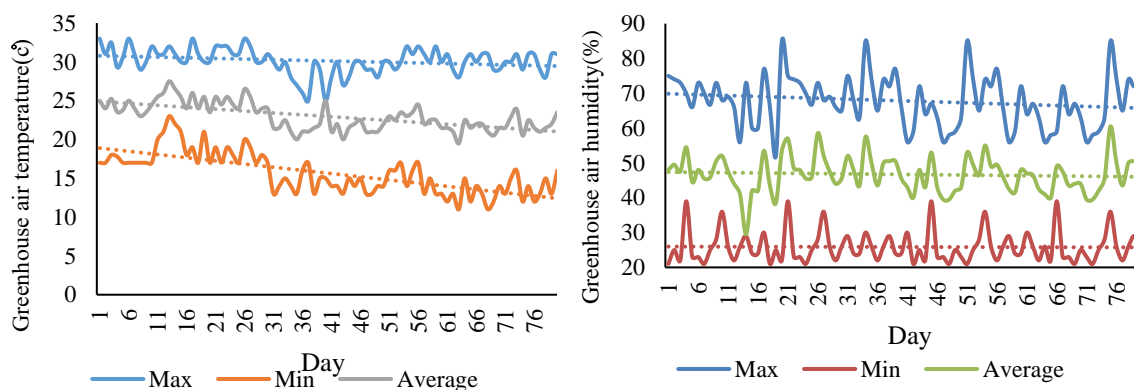 Greenhouse air temperature(c̊)
35
30
25
20
15
10
5
0
1 6 11 16 21 26 31 36 41 46 51 56 61 66 71 76
Day
Max Min Average
Greenhouse air humidity(%)
90
80
70
60
50
40
30
20
1 6 11 16 21 26 31 36 41 46 51 56 61 66 71 76
Day
Max Min Average